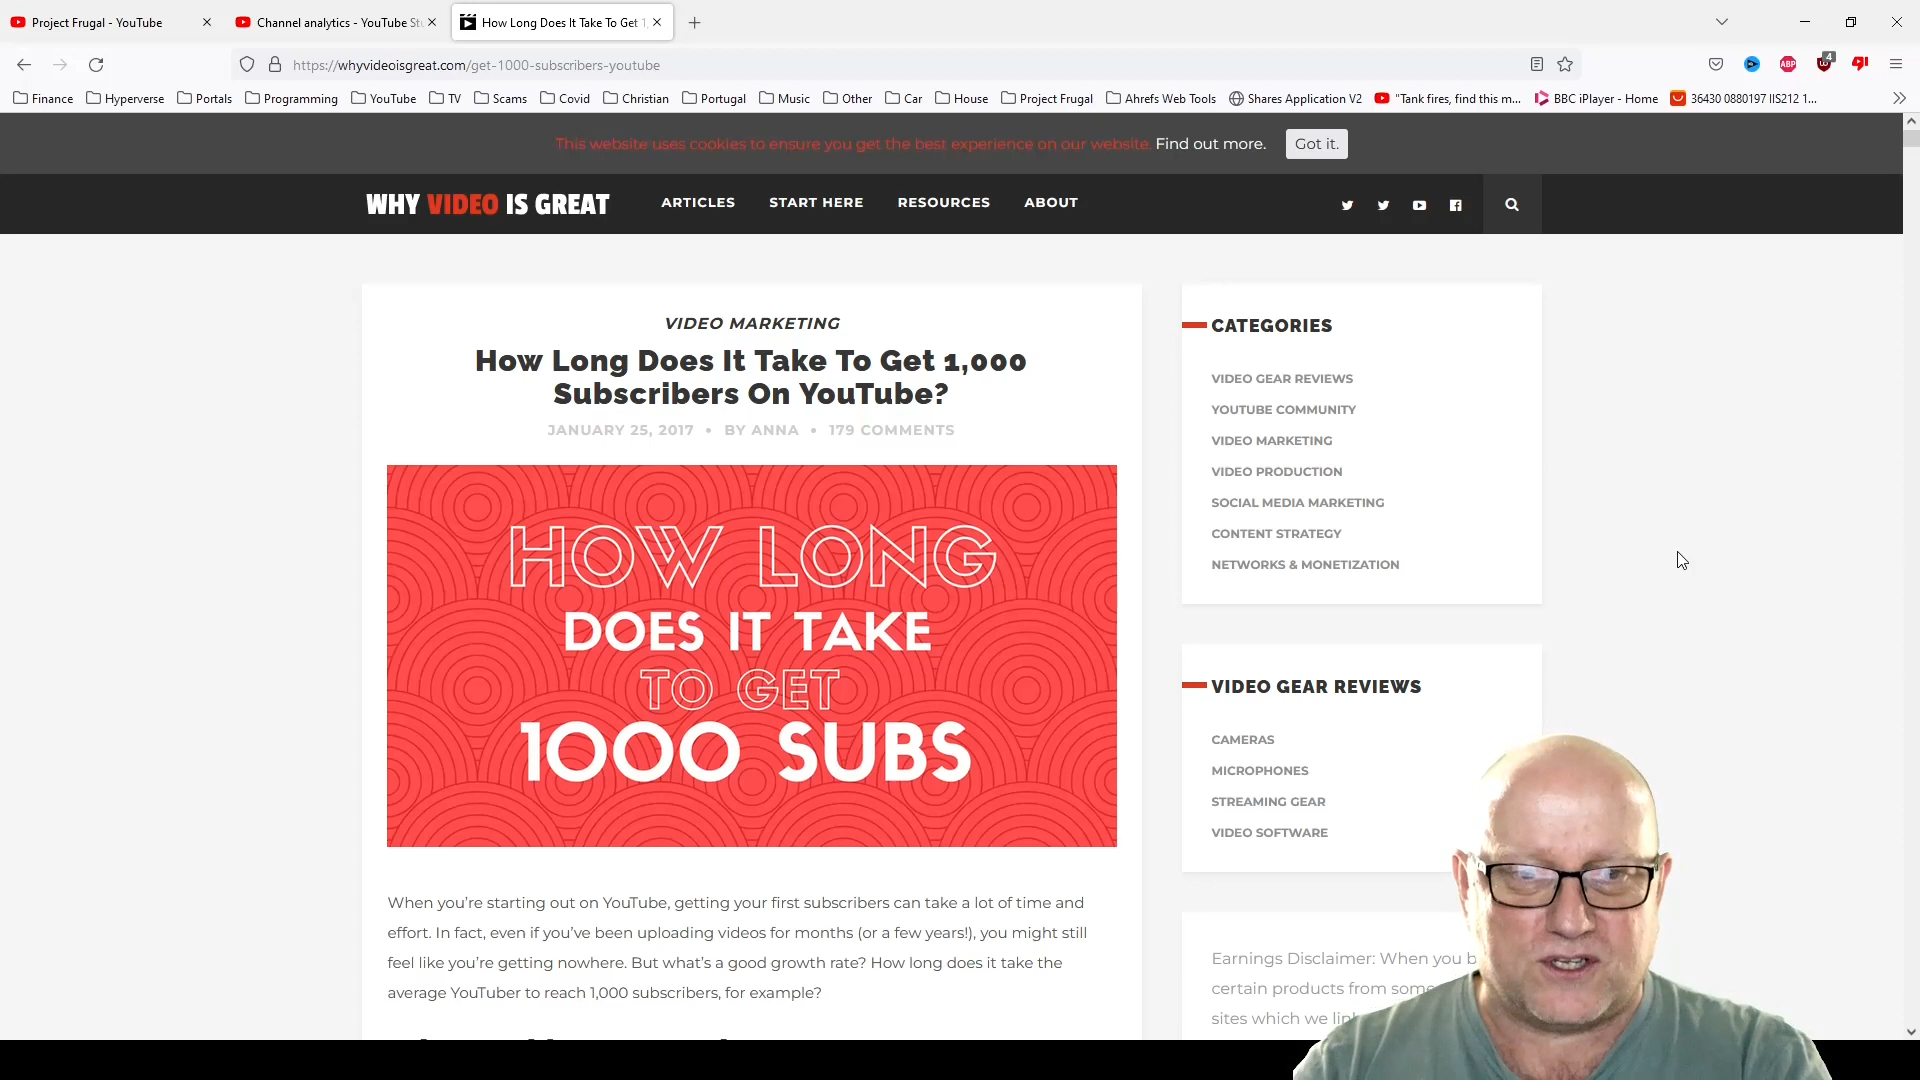 Project Frugal - YouTube
Channel analytics - YouTube St
How Long Does It Take To Get 1
https://whyvideoisgreat.com/get-1000-subscribers-youtube
ABP
4
Finance Hyperverse Portals Programming YouTube TV Scams Covid Christian Portugal Music Other Car House Project Frugal Ahrefs Web Tools Shares Application V2 "Tank fires, find this m... BBC iPlayer - Home 36430 0880197 IIS212 1...
This website uses cookies to ensure you get the best experience on our website. Find out more. Got it.
WHY VIDEO IS GREAT ARTICLES START HERE RESOURCES ABOUT
VIDEO MARKETING
How Long Does It Take To Get 1,000
Subscribers On YouTube?
JANUARY 25, 2017 • BY ANNA • 179 COMMENTS
HOW LONG
DOES IT TAKE
TO GET
1000 SUBS
When you're starting out on YouTube, getting your first subscribers can take a lot of time and
effort. In fact, even if you've been uploading videos for months (or a few years!), you might still
feel like you're getting nowhere. But what's a good growth rate? How long does it take the
average YouTuber to reach 1,000 subscribers, for example?
CATEGORIES
VIDEO GEAR REVIEWS
YOUTUBE COMMUNITY
VIDEO MARKETING
VIDEO PRODUCTION
SOCIAL MEDIA MARKETING
CONTENT STRATEGY
NETWORKS & MONETIZATION
VIDEO GEAR REVIEWS
CAMERAS
MICROPHONES
STREAMING GEAR
VIDEO SOFTWARE
Earnings Disclaimer: When you b
certain products from some
sites which we lin